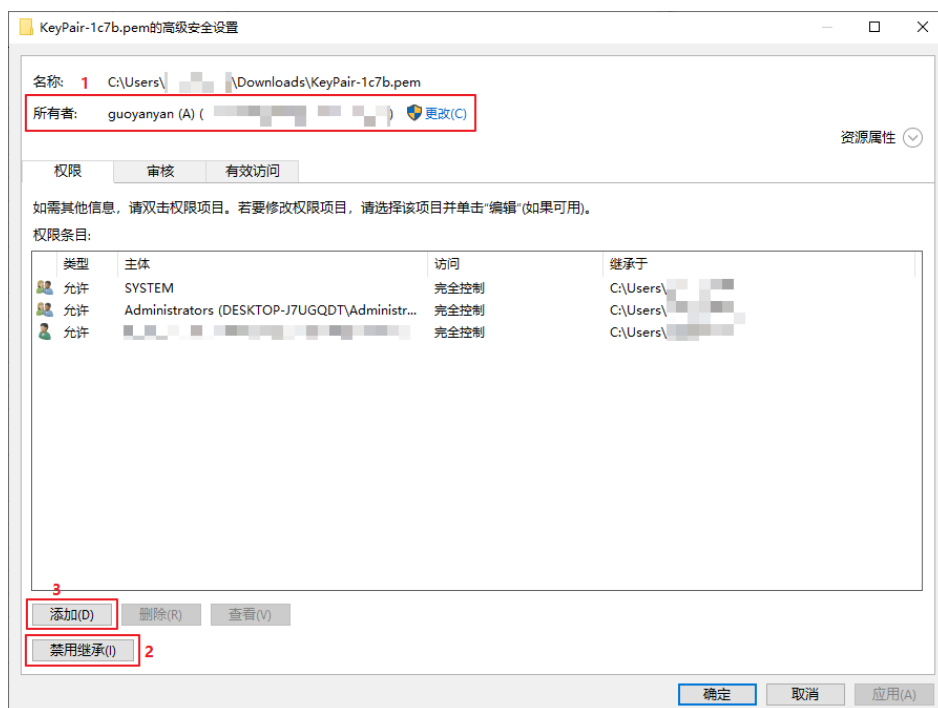 KeyPair-1c7b.pem的高级安全设置
名称: 1 C:\Users\ \Downloads\KeyPair-1c7b.pem
所有者: guoyanyan (A) ( ) 更改(C)
资源属性
权限 审核 有效访问
如需其他信息，请双击权限项目。若要修改权限项目，请选择该项目并单击“编辑”(如果可用)。
权限条目:
类型 主体 访问 继承于
允许 SYSTEM 完全控制 C:\Users\
允许 Administrators (DESKTOP-J7UGQDT\Administr... 完全控制 C:\Users\
允许 完全控制 C:\Users\
3
添加(D) 删除(R) 查看(V)
禁用继承(I) 2
确定 取消 应用(A)